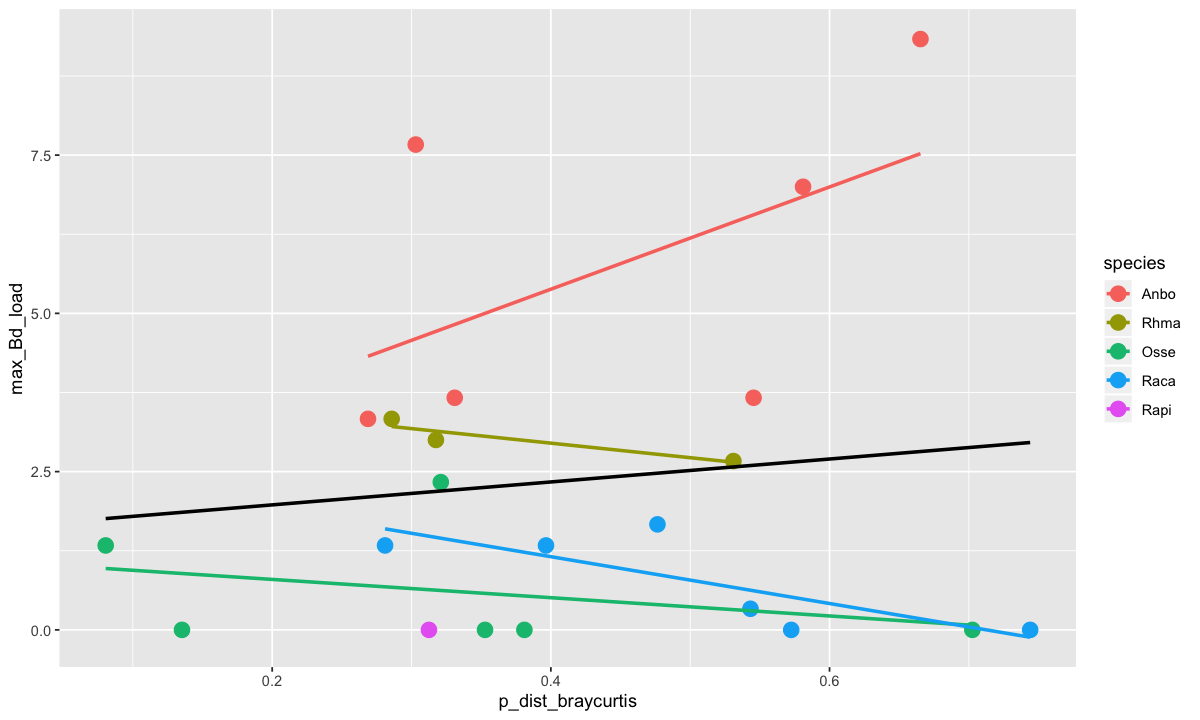 max_Bd_load
7.5
5.0
2.5
0.0
0.2
0.4
0.6
p_dist_braycurtis
species
Anbo
Rhma
Osse
Raca
Rapi